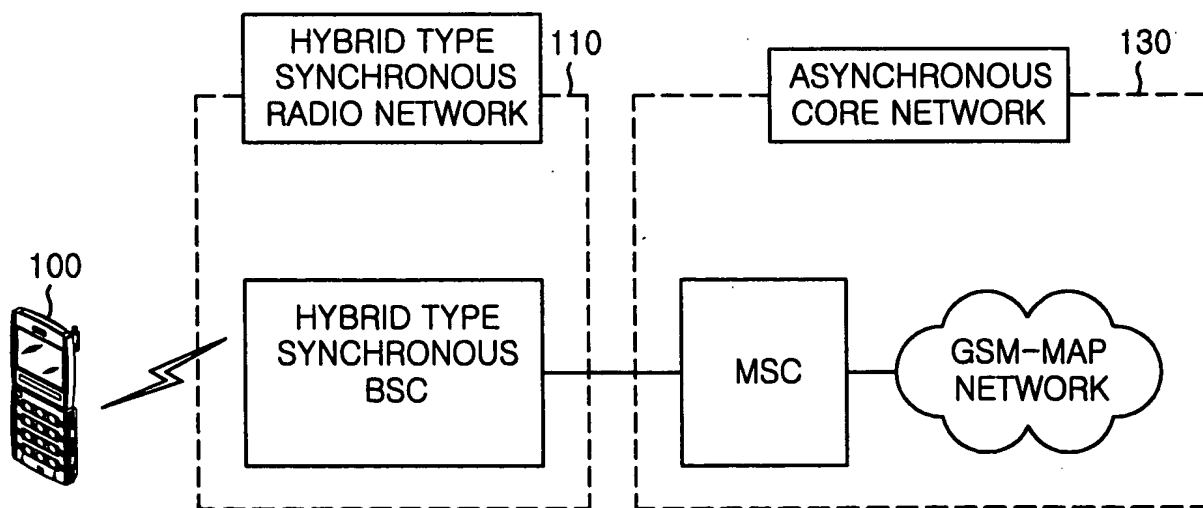 HYBRID TYPE
SYNCHRONOUS
RADIO NETWORK
110
ASYNCHRONOUS
CORE NETWORK
130
100
HYBRID TYPE
SYNCHRONOUS
BSC
MSC
GSM-MAP
NETWORK